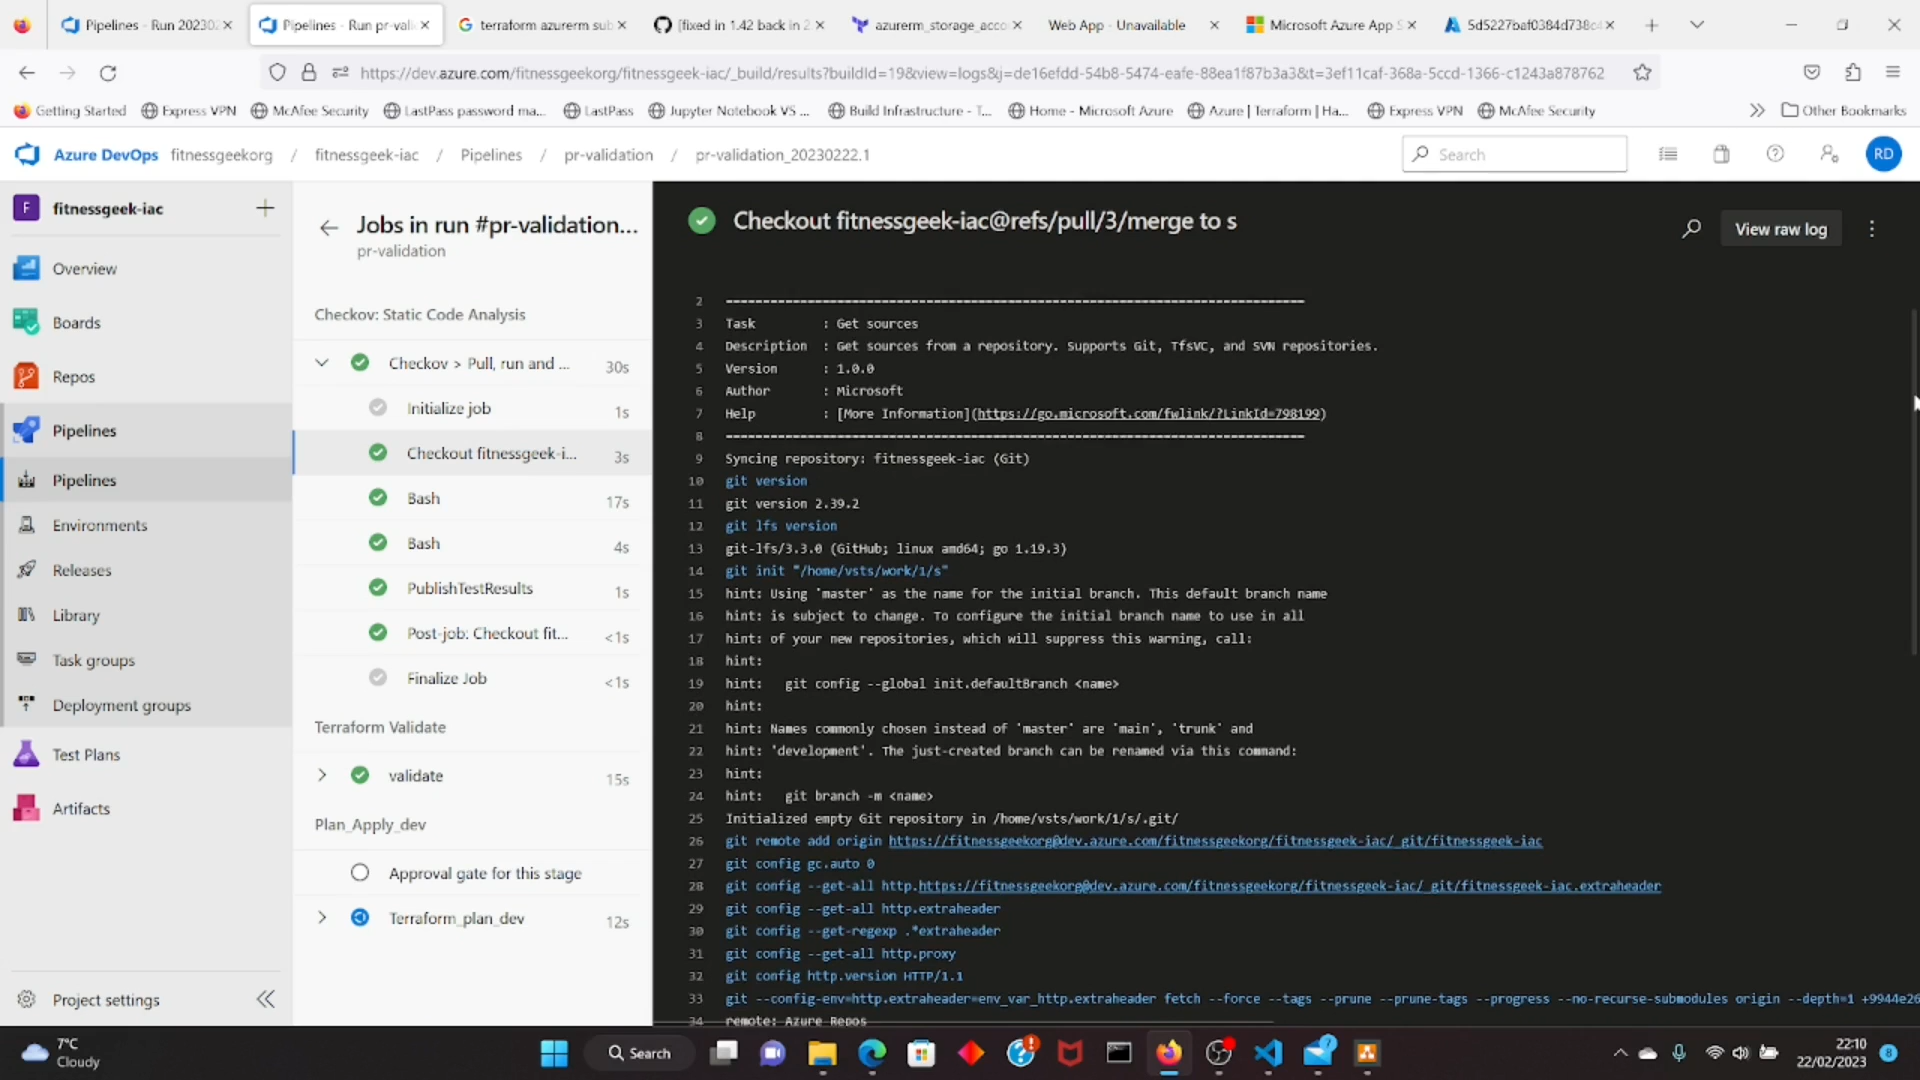 Pipelines - Run 20230
Pipelines - Run pr-vali
terraform azurerm sub
[fixed in 1.42 back in 2
azurerm_storage_acco
Web App - Unavailable
Microsoft Azure App S
5d5227baf0384d738c
https://dev.azure.com/fitnessgeekorg/fitnessgeek-iac/_build/results?buildId=19&view=logs&j=de16efdd-54b8-5474-eafe-88ea1f87b3a3&t=3ef11caf-368a-5ccd-1366-c1243a878762
Getting Started
Express VPN
McAfee Security
LastPass password ma...
LastPass
Jupyter Notebook VS ...
Build Infrastructure - T...
Home - Microsoft Azure
Azure | Terraform | Ha...
Express VPN
McAfee Security
Other Bookmarks
Azure DevOps fitnessgeekorg / fitnessgeek-iac / Pipelines / pr-validation / pr-validation_20230222.1
Search
RD
F fitnessgeek-iac
Overview
Boards
Repos
Pipelines
Pipelines
Environments
Releases
Library
Task groups
Deployment groups
Test Plans
Artifacts
Project settings
Jobs in run #pr-validation...
pr-validation
Checkov: Static Code Analysis
Checkov > Pull, run and ... 30s
Initialize job 1s
Checkout fitnessgeek-i... 3s
Bash 17s
Bash 4s
PublishTestResults 1s
Post-job: Checkout fit... <1s
Finalize Job <1s
Terraform Validate
validate 15s
Plan_Apply_dev
Approval gate for this stage
Terraform_plan_dev 12s
Checkout fitnessgeek-iac@refs/pull/3/merge to s
View raw log
2 ==============================================================================
3 Task : Get sources
4 Description : Get sources from a repository. Supports Git, TfsVC, and SVN repositories.
5 Version : 1.0.0
6 Author : Microsoft
7 Help : [More Information](https://go.microsoft.com/fwlink/?LinkId=798199)
8 ==============================================================================
9 Syncing repository: fitnessgeek-iac (Git)
10 git version
11 git version 2.39.2
12 git lfs version
13 git-lfs/3.3.0 (GitHub; linux amd64; go 1.19.3)
14 git init "/home/vsts/work/1/s"
15 hint: Using 'master' as the name for the initial branch. This default branch name
16 hint: is subject to change. To configure the initial branch name to use in all
17 hint: of your new repositories, which will suppress this warning, call:
18 hint:
19 hint: git config --global init.defaultBranch <name>
20 hint:
21 hint: Names commonly chosen instead of 'master' are 'main', 'trunk' and
22 hint: 'development'. The just-created branch can be renamed via this command:
23 hint:
24 hint: git branch -m <name>
25 Initialized empty Git repository in /home/vsts/work/1/s/.git/
26 git remote add origin https://fitnessgeekorg@dev.azure.com/fitnessgeekorg/fitnessgeek-iac/_git/fitnessgeek-iac
27 git config gc.auto 0
28 git config --get-all http.https://fitnessgeekorg@dev.azure.com/fitnessgeekorg/fitnessgeek-iac/_git/fitnessgeek-iac.extraheader
29 git config --get-all http.extraheader
30 git config --get-regexp .*extraheader
31 git config --get-all http.proxy
32 git config http.version HTTP/1.1
33 git --config-env=http.extraheader=env_var_http.extraheader fetch --force --tags --prune --prune-tags --progress --no-recurse-submodules origin --depth=1 +9944e26
34 remote: Azure Repos
7°C
Cloudy
Search
7
22:10
22/02/2023
8